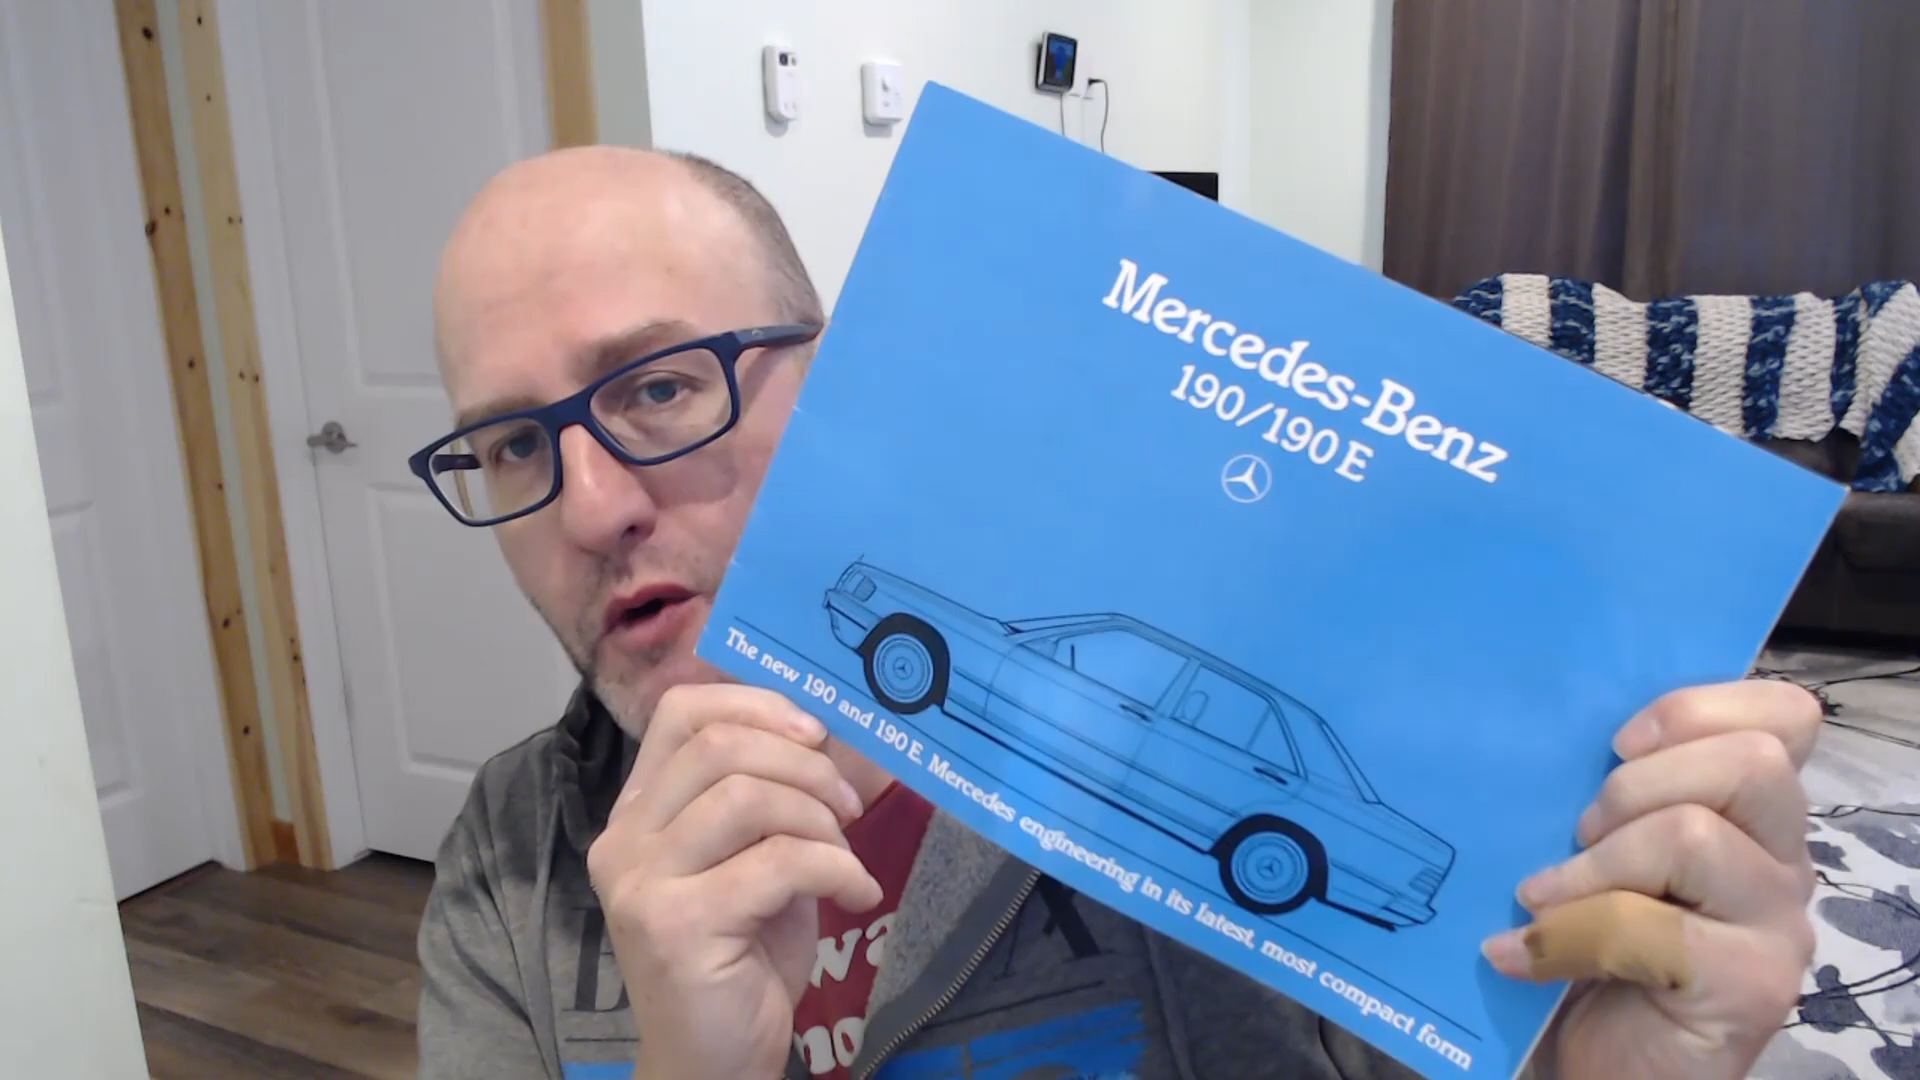 Mercedes-Benz
190/190 E
The new 190 and 190 E. Mercedes engineering in its latest, most compact form